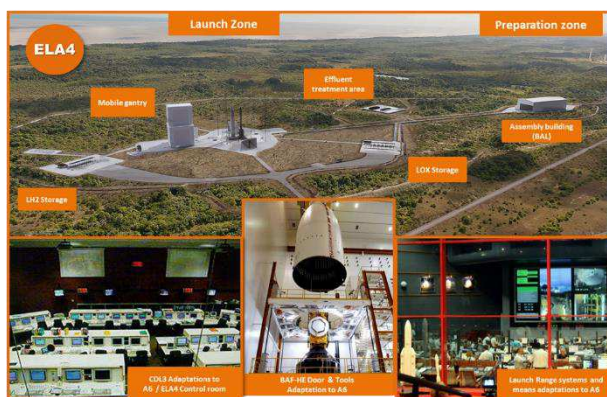 ELA4
Launch Zone
Preparation zone
Effluent
treatment area
Mobile gantry
Assembly building
(BAL)
LOX Storage
LH2 Storage
CDL3 Adaptations to
A6 / ELA4 Control room
BAF-HE Door & Tools
Adaptation to A6
Launch Range systems and
means adaptations to A6